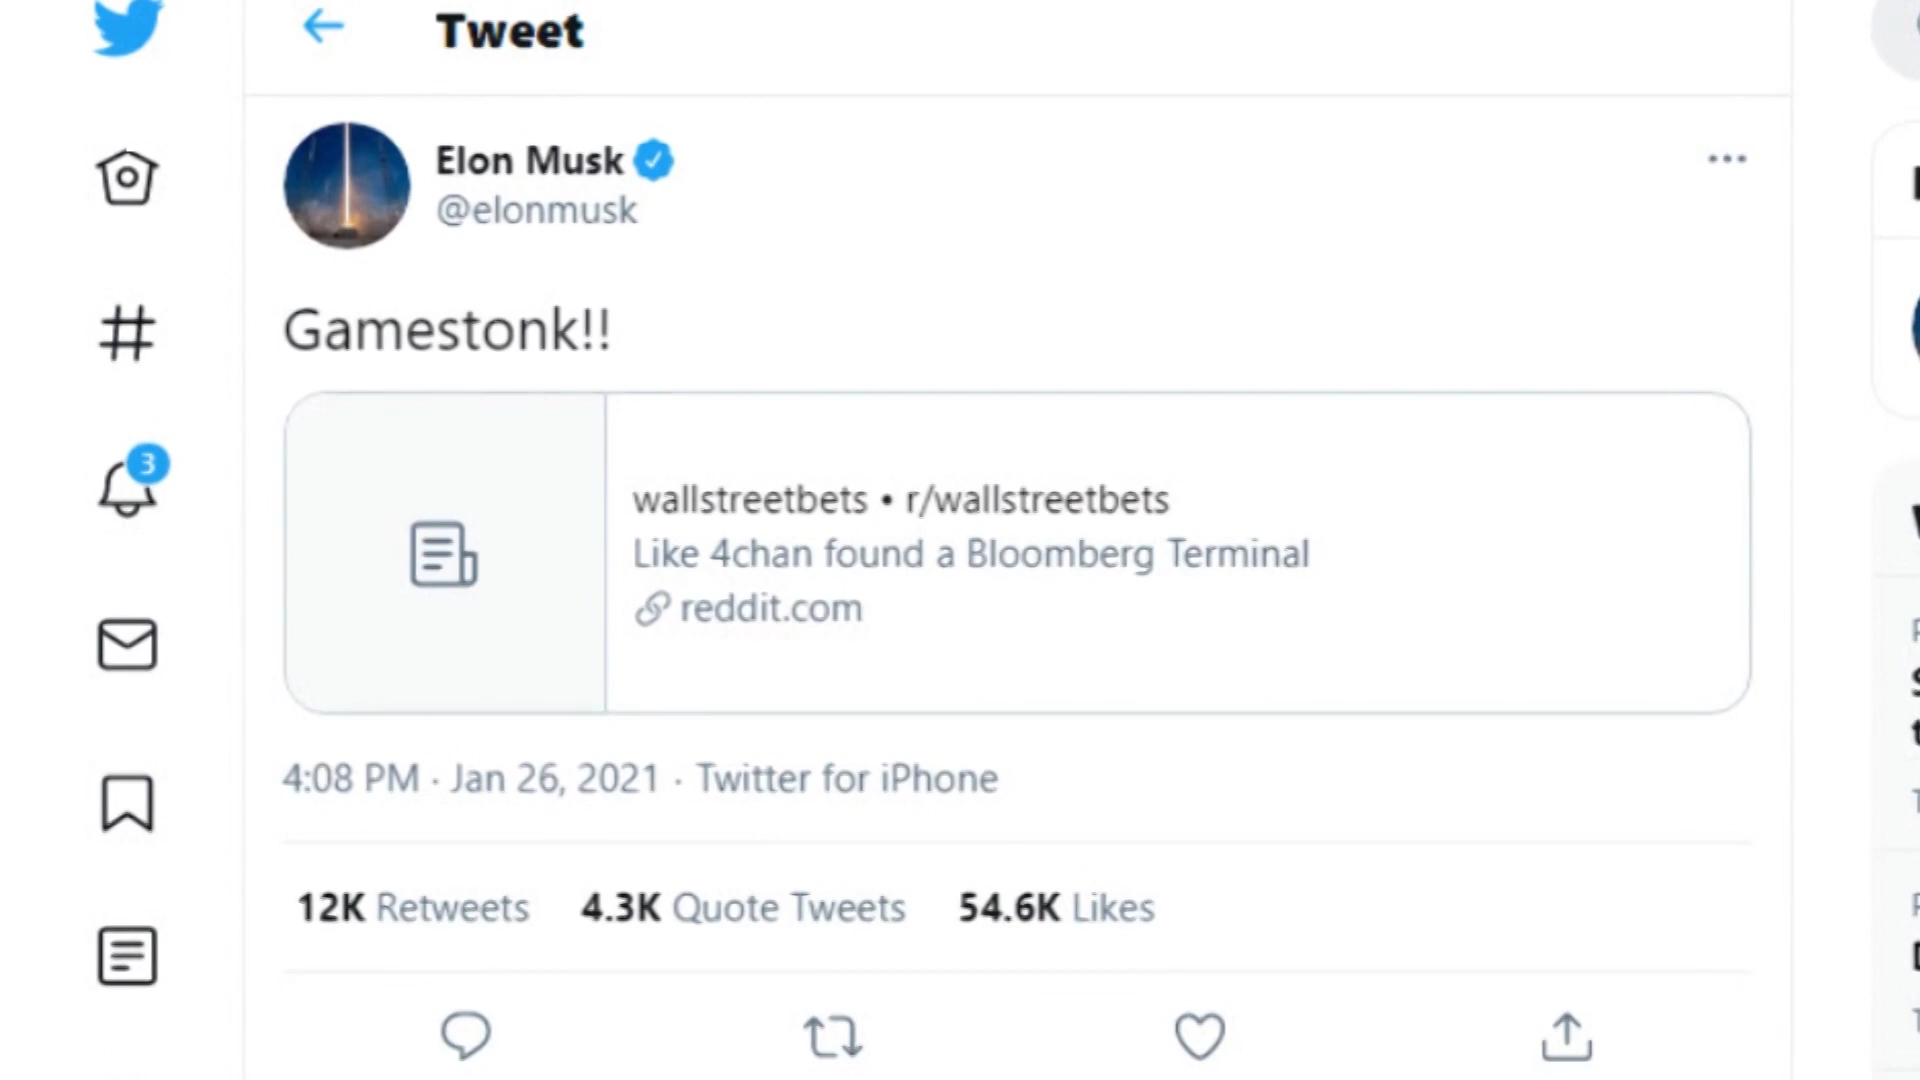 Tweet
Elon Musk
@elonmusk
Gamestonk!!
wallstreetbets • r/wallstreetbets
Like 4chan found a Bloomberg Terminal
reddit.com
4:08 PM · Jan 26, 2021 · Twitter for iPhone
12K Retweets 4.3K Quote Tweets 54.6K Likes
3